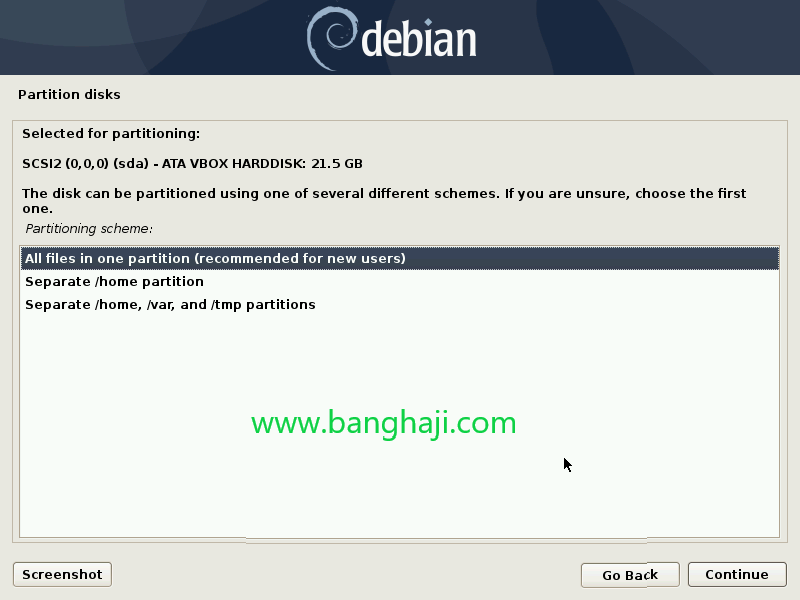 debian
Partition disks
Selected for partitioning:
SCSI2 (0,0,0) (sda) - ATA VBOX HARDDISK: 21.5 GB
The disk can be partitioned using one of several different schemes. If you are unsure, choose the first
one.
Partitioning scheme:
All files in one partition (recommended for new users)
Separate /home partition
Separate /home, /var, and /tmp partitions
www.banghaji.com
Screenshot
Go Back
Continue